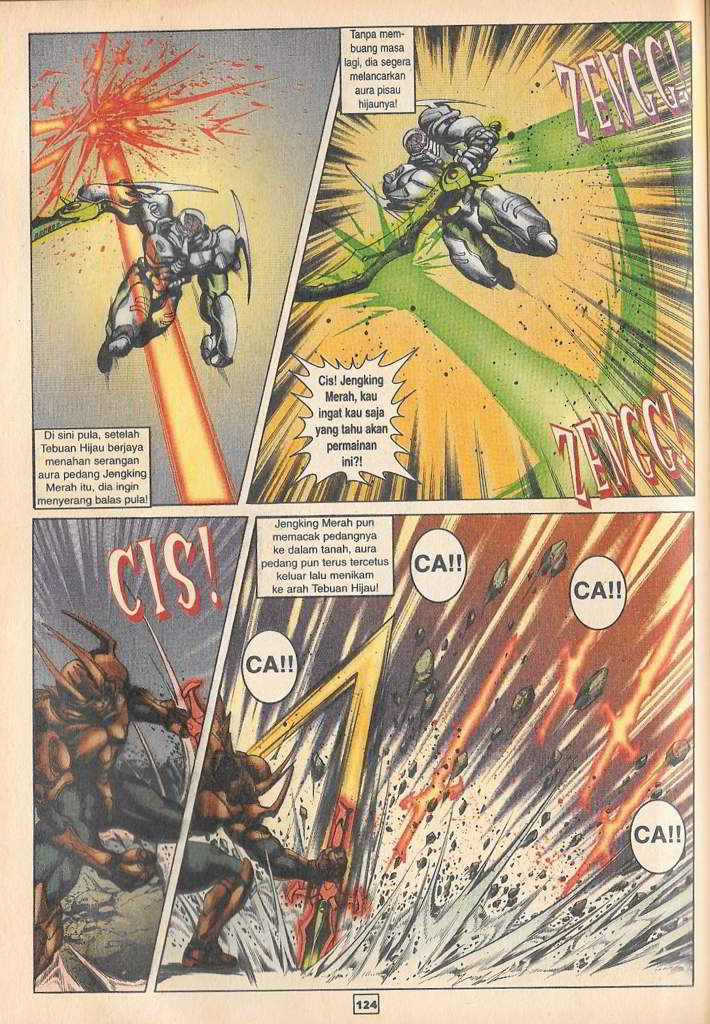 Di sini pula, setelah
Tebuan Hijau berjaya
menahan serangan
aura pedang Jengking
Merah itu, dia ingin
menyerang balas pula!
Tanpa mem-
buang masa
lagi, dia segera
melancarkan
aura pisau
hijaunya!
ZENGG!
Cis! Jengking
Merah, kau
ingat kau saja
yang tahu akan
permainan
ini?!
ZENGG!
CIS!
Jengking Merah pun
memacak pedangnya
ke dalam tanah, aura
pedang pun terus tercetus
keluar lalu menikam
ke arah Tebuan Hijau!
CA!!
CA!!
CA!!
CA!!
124